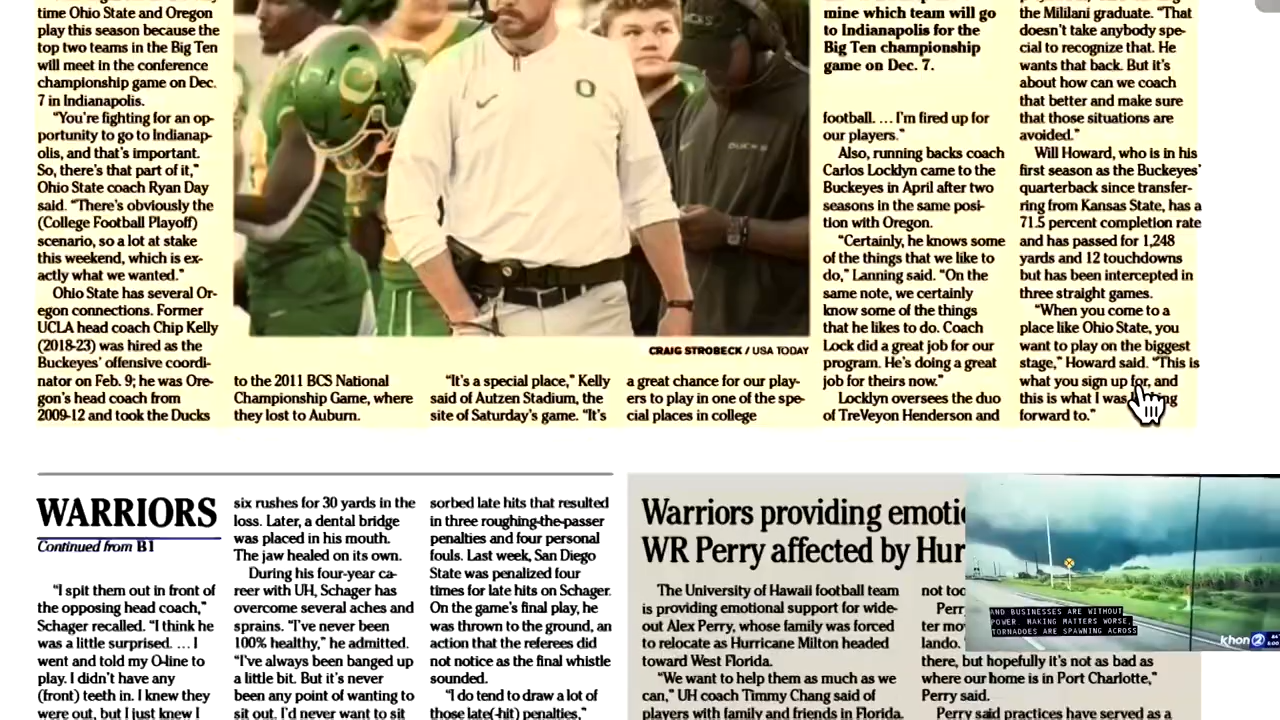 time Ohio State and Oregon
play this season because the
top two teams in the Big Ten
will meet in the conference
championship game on Dec.
7 in Indianapolis.
"You're fighting for an op-
portunity to go to Indianap-
olis, and that's important.
So, there's that part of it,"
Ohio State coach Ryan Day
said. "There's obviously the
(College Football Playoff)
scenario, so a lot at stake
this weekend, which is ex-
actly what we wanted."
Ohio State has several Or-
egon connections. Former
UCLA head coach Chip Kelly
(2018-23) was hired as the
Buckeyes' offensive coordi-
nator on Feb. 9; he was Ore-
gon's head coach from
2009-12 and took the Ducks
CRAIG STROBECK / USA TODAY
to the 2011 BCS National
Championship Game, where
they lost to Auburn.
"It's a special place," Kelly
said of Autzen Stadium, the
site of Saturday's game. "It's
a great chance for our play-
ers to play in one of the spe-
cial places in college
mine which team will go
to Indianapolis for the
Big Ten championship
game on Dec. 7.
football. ... I'm fired up for
our players."
Also, running backs coach
Carlos Locklyn came to the
Buckeyes in April after two
seasons in the same posi-
tion with Oregon.
"Certainly, he knows some
of the things that we like to
do," Lanning said. "On the
same note, we certainly
know some of the things
that he likes to do. Coach
Lock did a great job for our
program. He's doing a great
job for theirs now."
Locklyn oversees the duo
of TreVeyon Henderson and
the Mililani graduate. "That
doesn't take anybody spe-
cial to recognize that. He
wants that back. But it's
about how can we coach
that better and make sure
that those situations are
avoided."
Will Howard, who is in his
first season as the Buckeyes'
quarterback since transfer-
ring from Kansas State, has a
71.5 percent completion rate
and has passed for 1,248
yards and 12 touchdowns
but has been intercepted in
three straight games.
"When you come to a
place like Ohio State, you
want to play on the biggest
stage," Howard said. "This is
what you sign up for, and
this is what I was
forward to."
WARRIORS
Continued from B1
"I spit them out in front of
the opposing head coach,"
Schager recalled. "I think he
was a little surprised. ... I
went and told my O-line to
play. I didn't have any
(front) teeth in. I knew they
were out, but I just knew I
six rushes for 30 yards in the
loss. Later, a dental bridge
was placed in his mouth.
The jaw healed on its own.
During his four-year ca-
reer with UH, Schager has
overcome several aches and
sprains. "I've never been
100% healthy," he admitted.
"I've always been banged up
a little bit. But it's never
been any point of wanting to
sit out. I'd never want to sit
sorbed late hits that resulted
in three roughing-the-passer
penalties and four personal
fouls. Last week, San Diego
State was penalized four
times for late hits on Schager.
On the game's final play, he
was thrown to the ground, an
action that the referees did
not notice as the final whistle
sounded.
"I do tend to draw a lot of
those late(-hit) penalties,"
Warriors providing
WR Perry affected by
The University of Hawaii football team
is providing emotional support for wide-
out Alex Perry, whose family was forced
to relocate as Hurricane Milton headed
toward West Florida.
"We want to help them as much as we
can," UH coach Timmy Chang said of
players with family and friends in Florida.
not
ter
lando.
there, but hopefully it's not as bad as
where our home is in Port Charlotte,"
Perry said.
Perry said practices have served as a
AND BUSINESSES ARE WITHOUT
POWER. MAKING MATTERS WORSE,
TORNADOES ARE SPAWNING ACROSS
khon 2